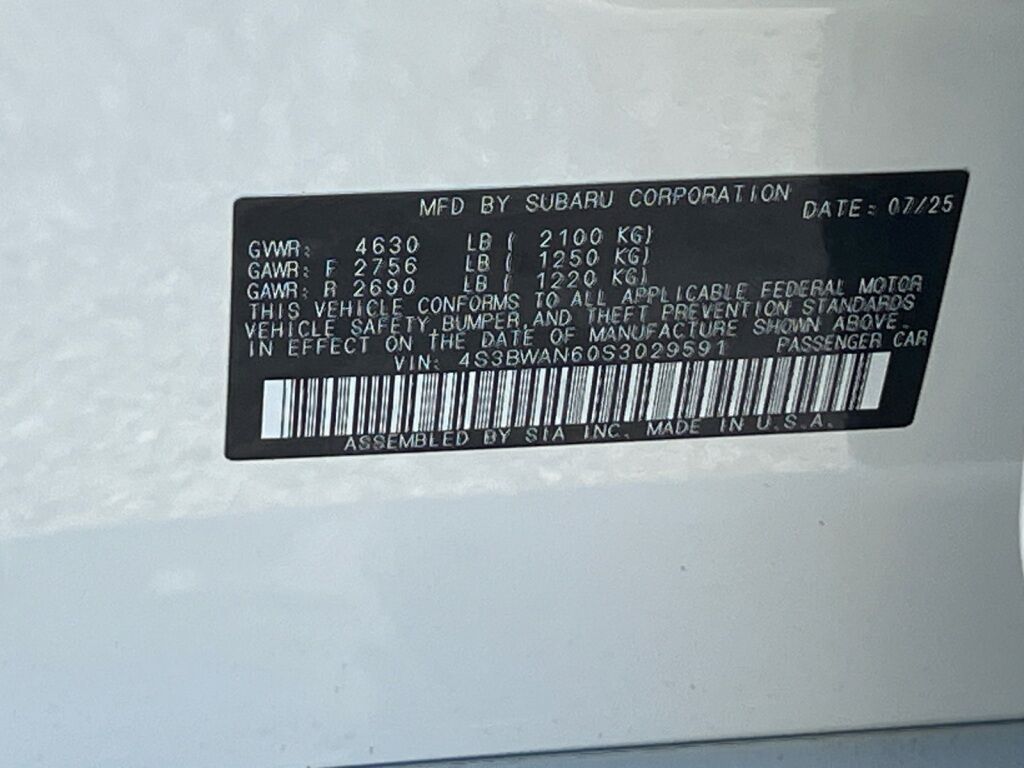 MFD BY SUBARU CORPORATION DATE: 07/25
GVWR: 4630 LB ( 2100 KG)
GAWR: F 2756 LB ( 1250 KG)
GAWR: R 2690 LB ( 1220 KG)
THIS VEHICLE CONFORMS TO ALL APPLICABLE FEDERAL MOTOR
VEHICLE SAFETY, BUMPER, AND THEFT PREVENTION STANDARDS
IN EFFECT ON THE DATE OF MANUFACTURE SHOWN ABOVE.
VIN: 4S3BWAN60S3029591 PASSENGER CAR
ASSEMBLED BY SIA INC. MADE IN U.S.A.